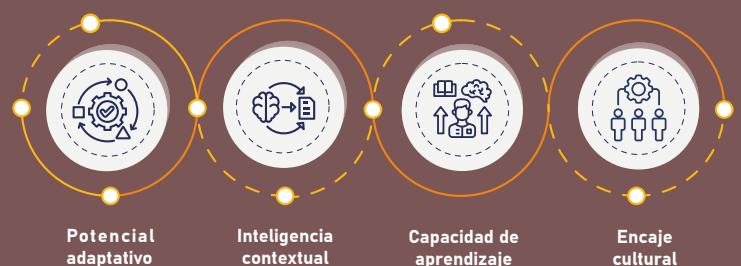 Potencial
adaptativo
Inteligencia
contextual
Capacidad de
aprendizaje
Encaje
cultural